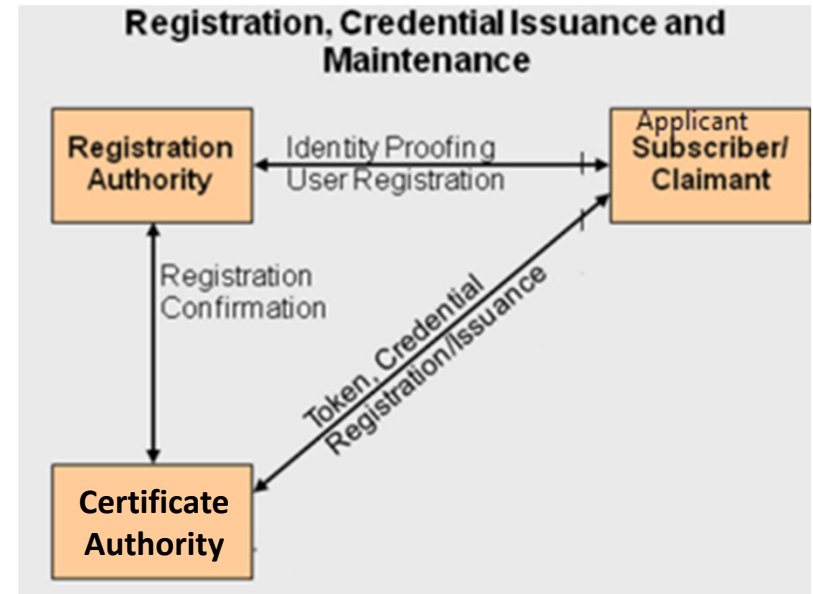 Registration, Credential Issuance and
Maintenance
Registration
Authority
Identity Proofing
User Registration
Applicant
Subscriber/
Claimant
Registration
Confirmation
Token, Credential
Registration/Issuance
Certificate
Authority